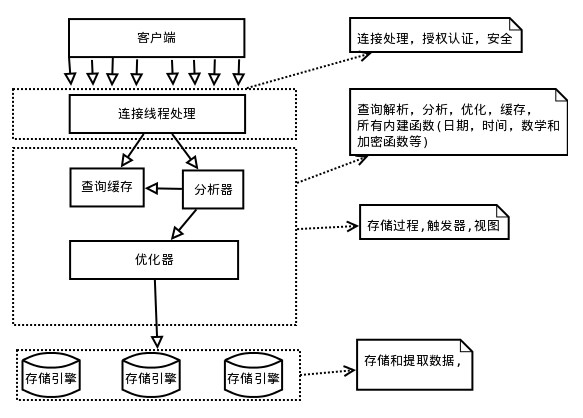 客户端
连接处理，授权认证，安全
连接线程处理
查询解析，分析，优化，缓存，
所有内建函数(日期，时间，数学和
加密函数等)
查询缓存
分析器
存储过程,触发器,视图
优化器
存储和提取数据,
存储引擎
存储引擎
存储引擎